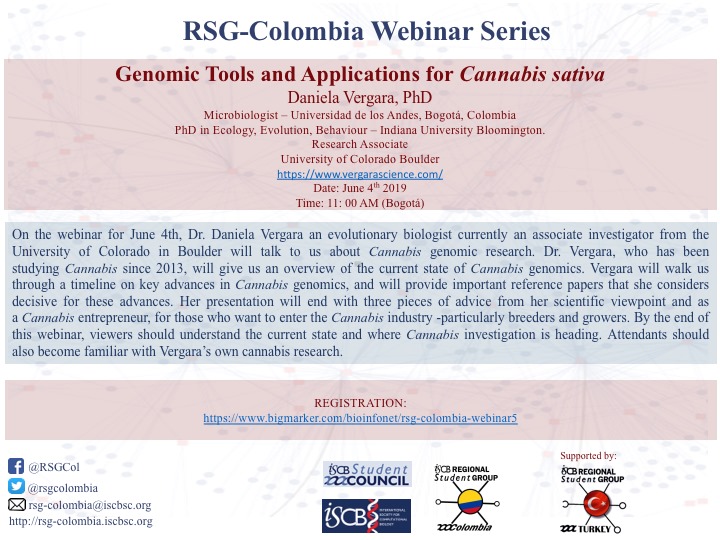 RSG-Colombia Webinar Series
Genomic Tools and Applications for Cannabis sativa
Daniela Vergara, PhD
Microbiologist – Universidad de los Andes, Bogotá, Colombia
PhD in Ecology, Evolution, Behaviour – Indiana University Bloomington.
Research Associate
University of Colorado Boulder
https://www.vergarascience.com/
Date: June 4th 2019
Time: 11: 00 AM (Bogotá)
On the webinar for June 4th, Dr. Daniela Vergara an evolutionary biologist currently an associate investigator from the
University of Colorado in Boulder will talk to us about Cannabis genomic research. Dr. Vergara, who has been
studying Cannabis since 2013, will give us an overview of the current state of Cannabis genomics. Vergara will walk us
through a timeline on key advances in Cannabis genomics, and will provide important reference papers that she considers
decisive for these advances. Her presentation will end with three pieces of advice from her scientific viewpoint and as
a Cannabis entrepreneur, for those who want to enter the Cannabis industry -particularly breeders and growers. By the end of
this webinar, viewers should understand the current state and where Cannabis investigation is heading. Attendants should
also become familiar with Vergara's own cannabis research.
REGISTRATION:
https://www.bigmarker.com/bioinfonet/rsg-colombia-webinar5
@RSGCol
@rsgcolombia
rsg-colombia@iscbsc.org
http://rsg-colombia.iscbsc.org
iSCB Student
COUNCIL
iSCB
INTERNATIONAL
SOCIETY FOR
COMPUTATIONAL
BIOLOGY
iSCB REGIONAL
Student GROUP
Colombia
Supported by:
iSCB REGIONAL
Student GROUP
TURKEY